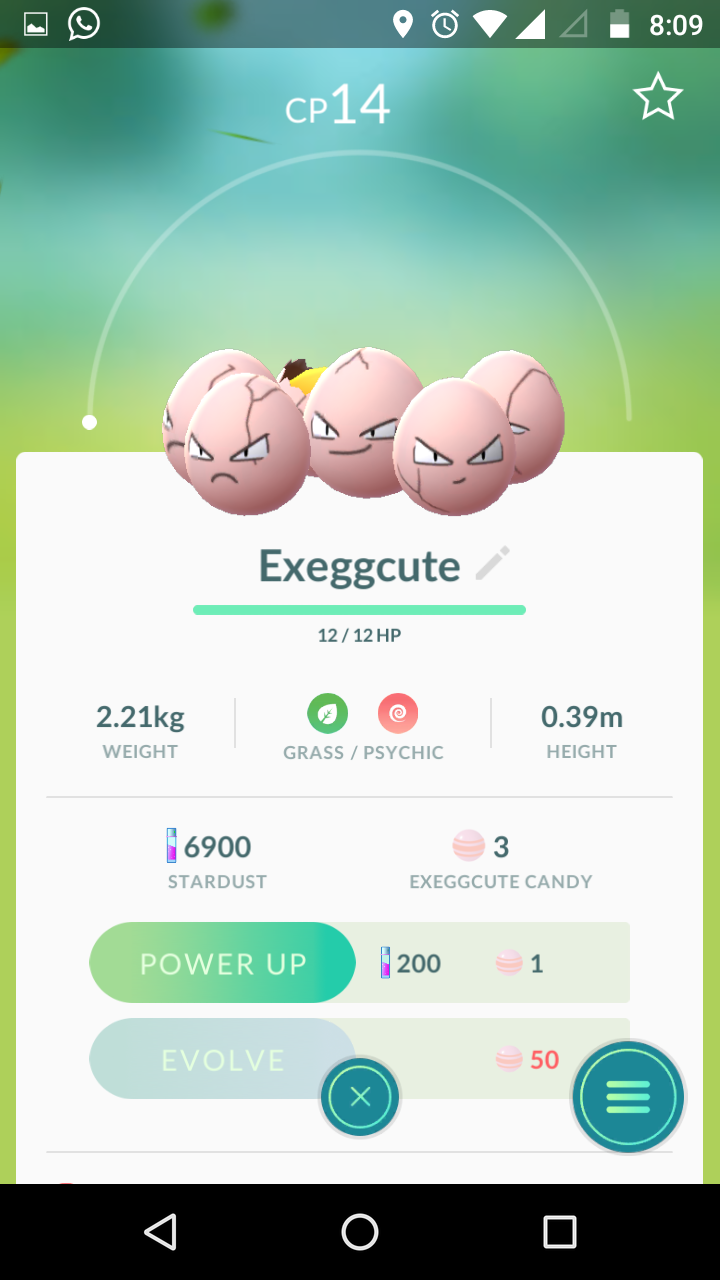 8:09
CP14
Exeggcute
12 / 12 HP
2.21kg
WEIGHT
GRASS / PSYCHIC
0.39m
HEIGHT
6900
STARDUST
3
EXEGGCUTE CANDY
POWER UP 200 1
EVOLVE 50